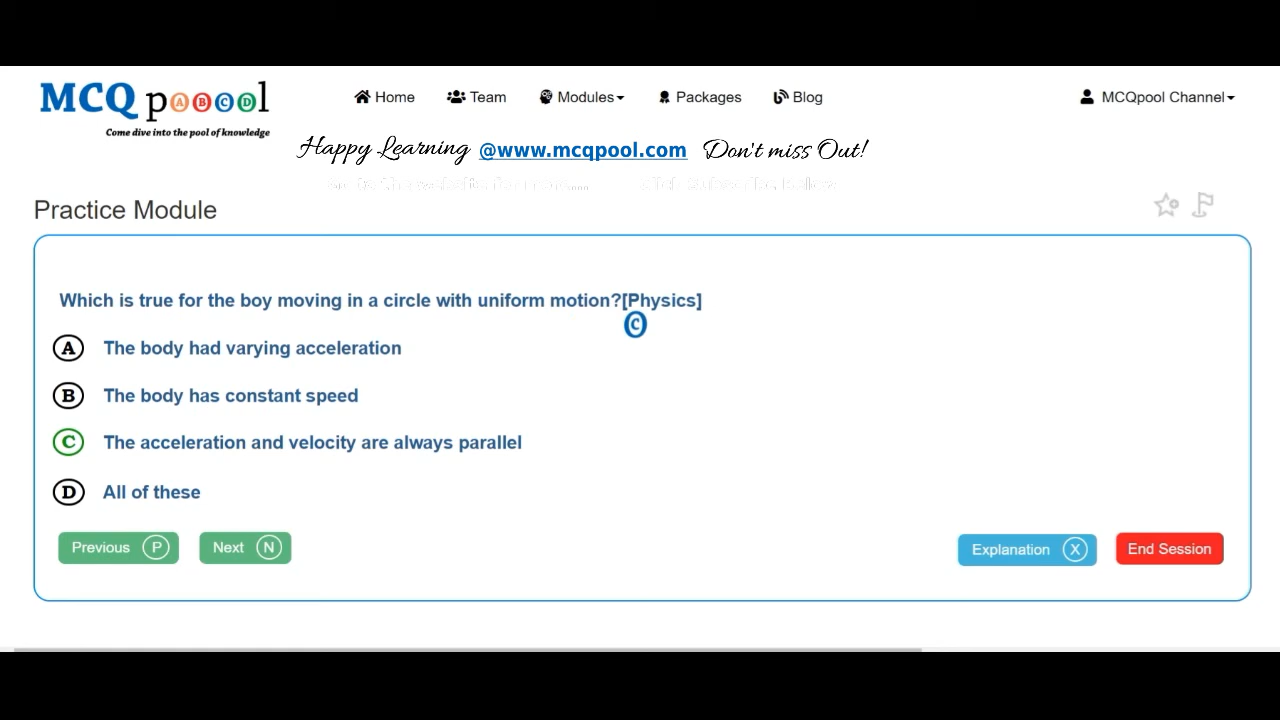 MCQ pooool
Come dive into the pool of knowledge
Home Team Modules Packages Blog MCQpool Channel
Happy Learning @www.mcqpool.com Don't miss Out!
Practice Module
Which is true for the boy moving in a circle with uniform motion?[Physics]
C
A The body had varying acceleration
B The body has constant speed
C The acceleration and velocity are always parallel
D All of these
Previous P Next N Explanation X End Session